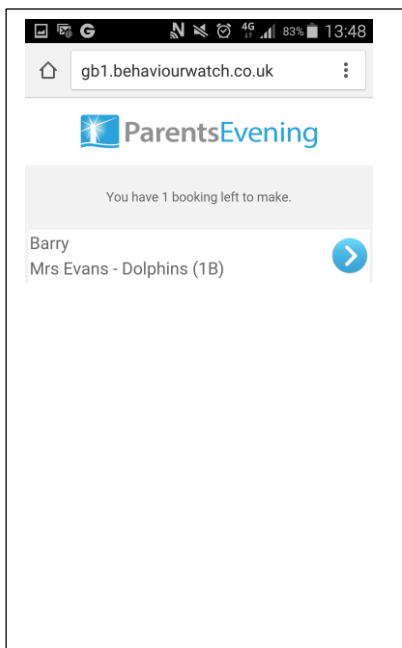 G 4G 83% 13:48
gb1.behaviourwatch.co.uk
ParentsEvening
You have 1 booking left to make.
Barry
Mrs Evans - Dolphins (1B)